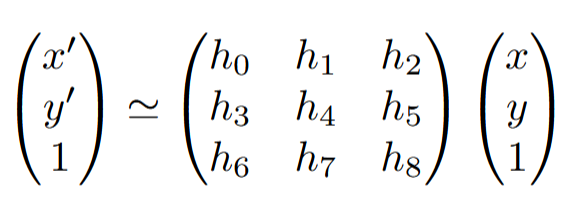 (x′) ≃ (h₀ h₁ h₂) (x)
(y′) (h₃ h₄ h₅) (y)
(1) (h₆ h₇ h₈) (1)